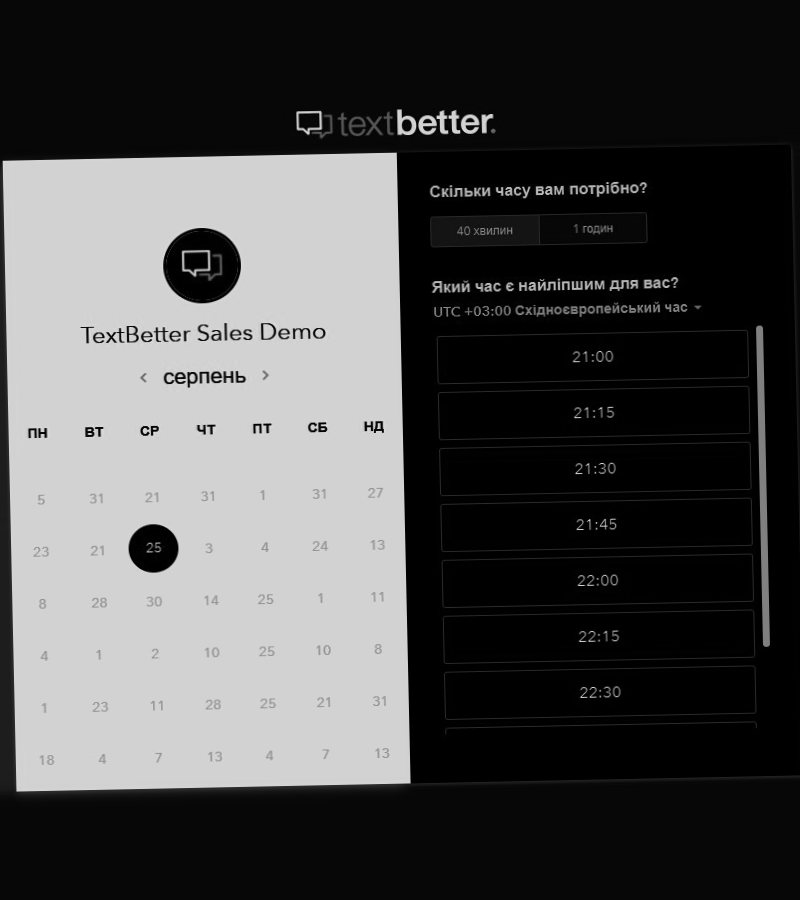 textbetter.
TextBetter Sales Demo
серпень
ПН ВТ СР ЧТ ПТ СБ НД
5 31 21 31 1 31 27
23 21 25 3 4 24 13
8 28 30 14 25 1 11
4 1 2 10 25 10 8
1 23 11 28 25 21 31
18 4 7 13 4 7 13
Скільки часу вам потрібно?
40 хвилин 1 годин
Який час є найліпшим для вас?
UTC +03:00 Східноєвропейський час
21:00
21:15
21:30
21:45
22:00
22:15
22:30